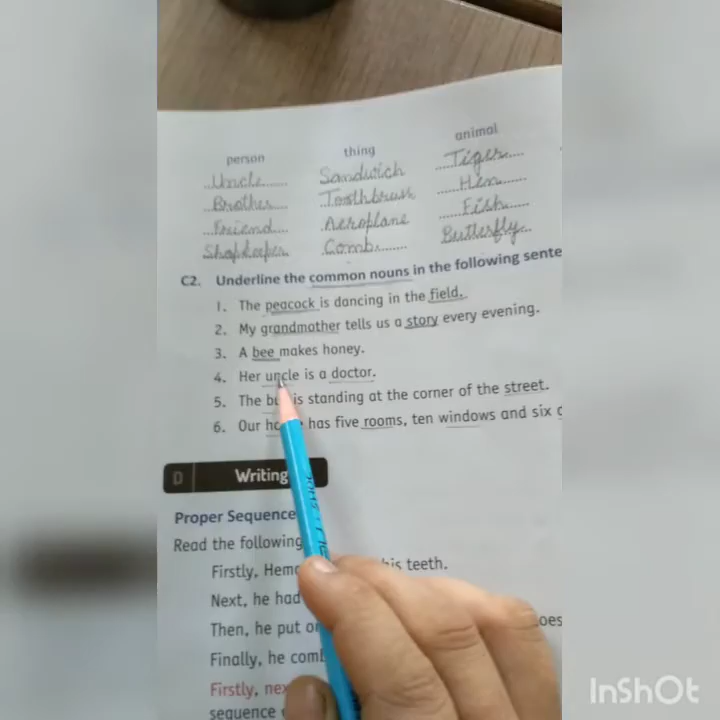 person thing animal
Uncle Sandwich Tiger
Brother Toothbrush Hen
Friend Aeroplane Fish
Shopkeeper Comb Butterfly
C2. Underline the common nouns in the following sente
1. The peacock is dancing in the field.
2. My grandmother tells us a story every evening.
3. A bee makes honey.
4. Her uncle is a doctor.
5. The is standing at the corner of the street.
6. Our has five rooms, ten windows and six
D Writing
Proper Sequence
Read the following
Firstly, his teeth.
Next, he had
Then, he put
Finally, he
Firstly,
sequence
InShOt